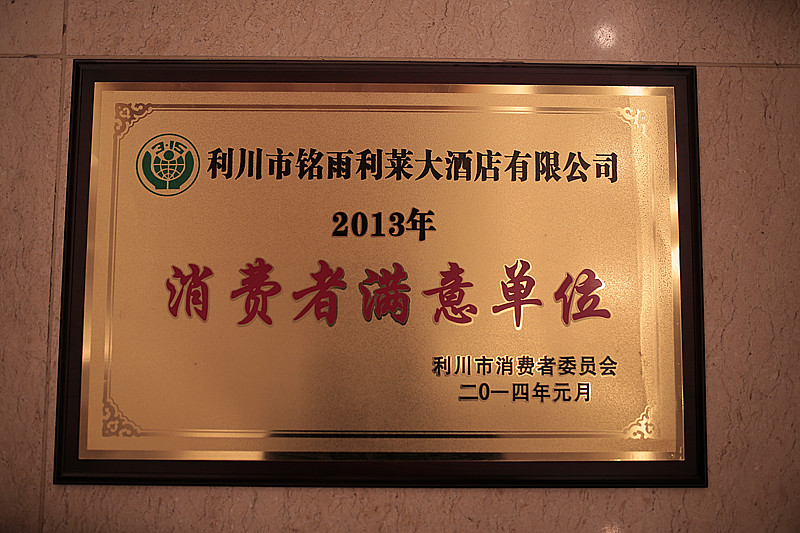 3·15
利川市铭雨利莱大酒店有限公司
2013年
消费者满意单位
利川市消费者委员会
二0一四年元月